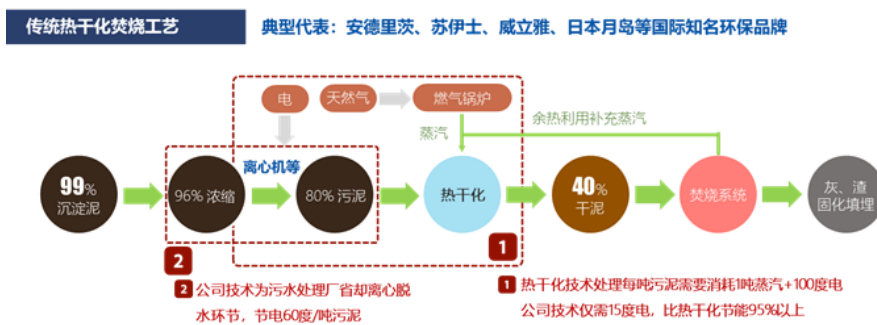 传统热干化焚烧工艺
典型代表：安德里茨、苏伊士、威立雅、日本月岛等国际知名环保品牌
电
天然气
燃气锅炉
蒸汽
余热利用补充蒸汽
99%
沉淀泥
96% 浓缩
离心机等
80% 污泥
热干化
40%
干泥
焚烧系统
灰、渣
固化填埋
2
1
2 公司技术为污水处理厂省却离心脱
水环节，节电60度/吨污泥
1 热干化技术处理每吨污泥需要消耗1吨蒸汽+100度电
公司技术仅需15度电，比热干化节能95%以上